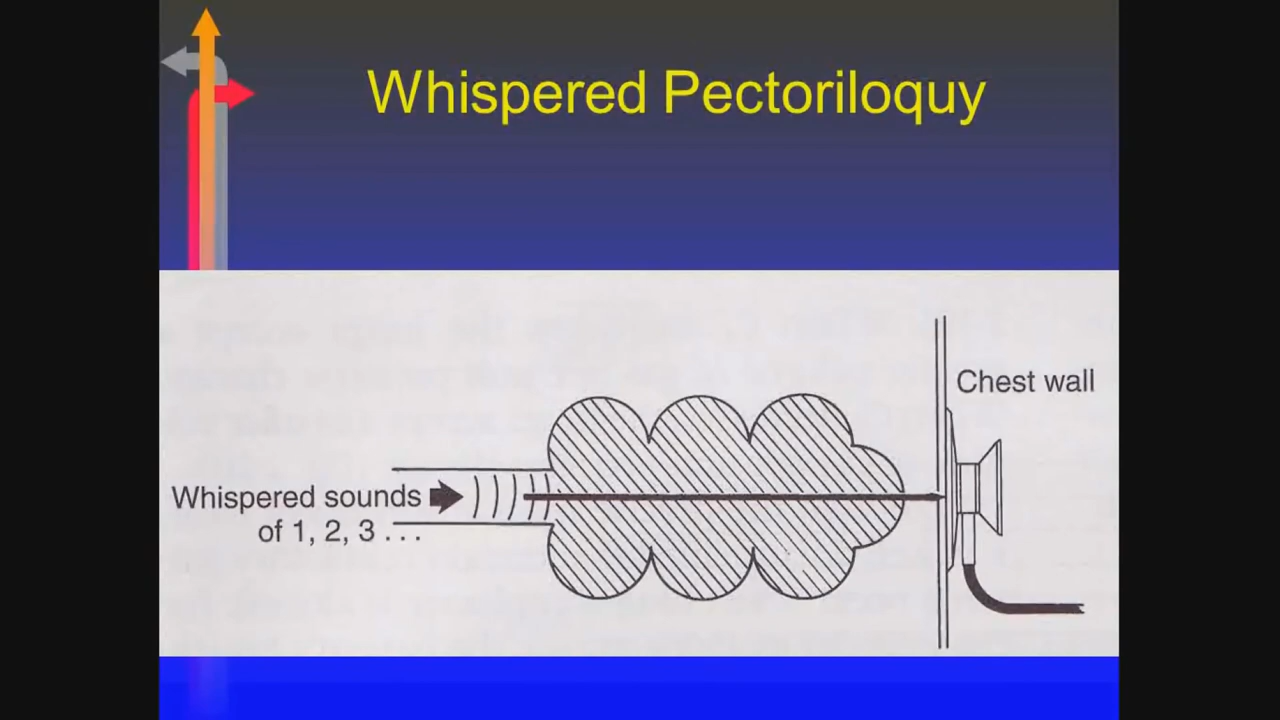 Whispered Pectoriloquy
Chest wall
Whispered sounds
of 1, 2, 3 . . .